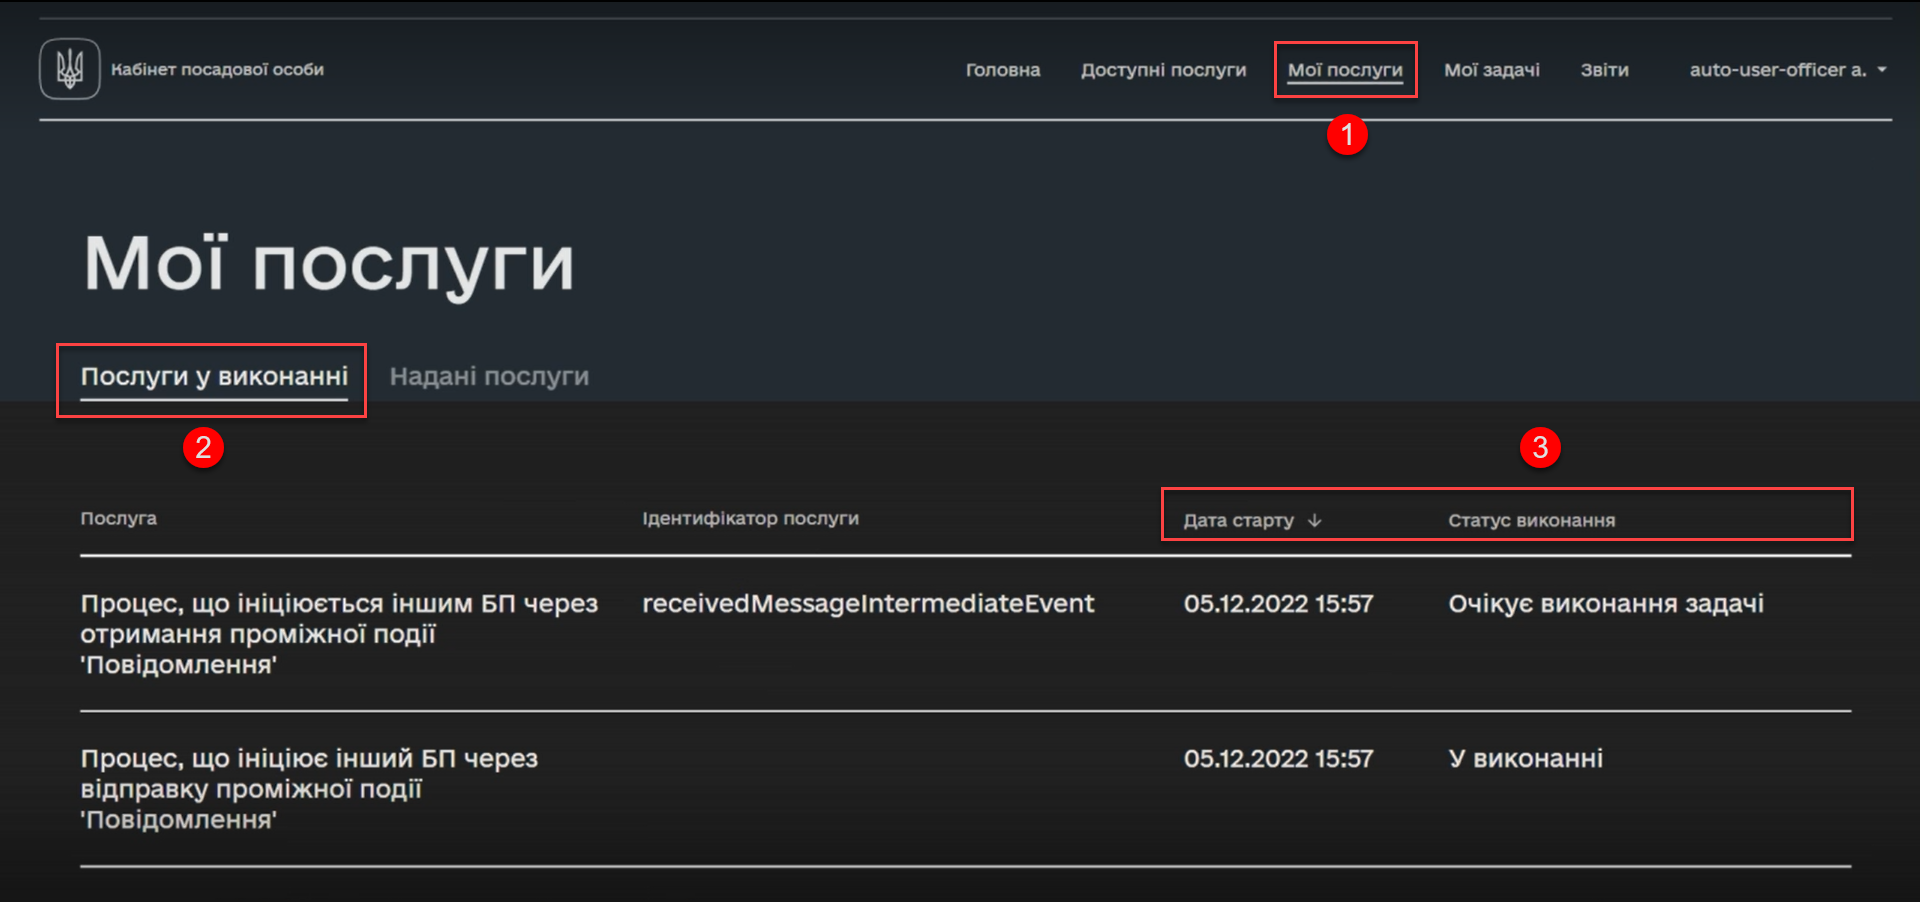 Кабінет посадової особи
Головна Доступні послуги Мої послуги Мої задачі Звіти auto-user-officer a.
1
Мої послуги
Послуги у виконанні Надані послуги
2 3
Послуга Ідентифікатор послуги Дата старту ↓ Статус виконання
Процес, що ініціюється іншим БП через receivedMessageIntermediateEvent 05.12.2022 15:57 Очікує виконання задачі
отримання проміжної події
'Повідомлення'
Процес, що ініціює інший БП через 05.12.2022 15:57 У виконанні
відправку проміжної події
'Повідомлення'